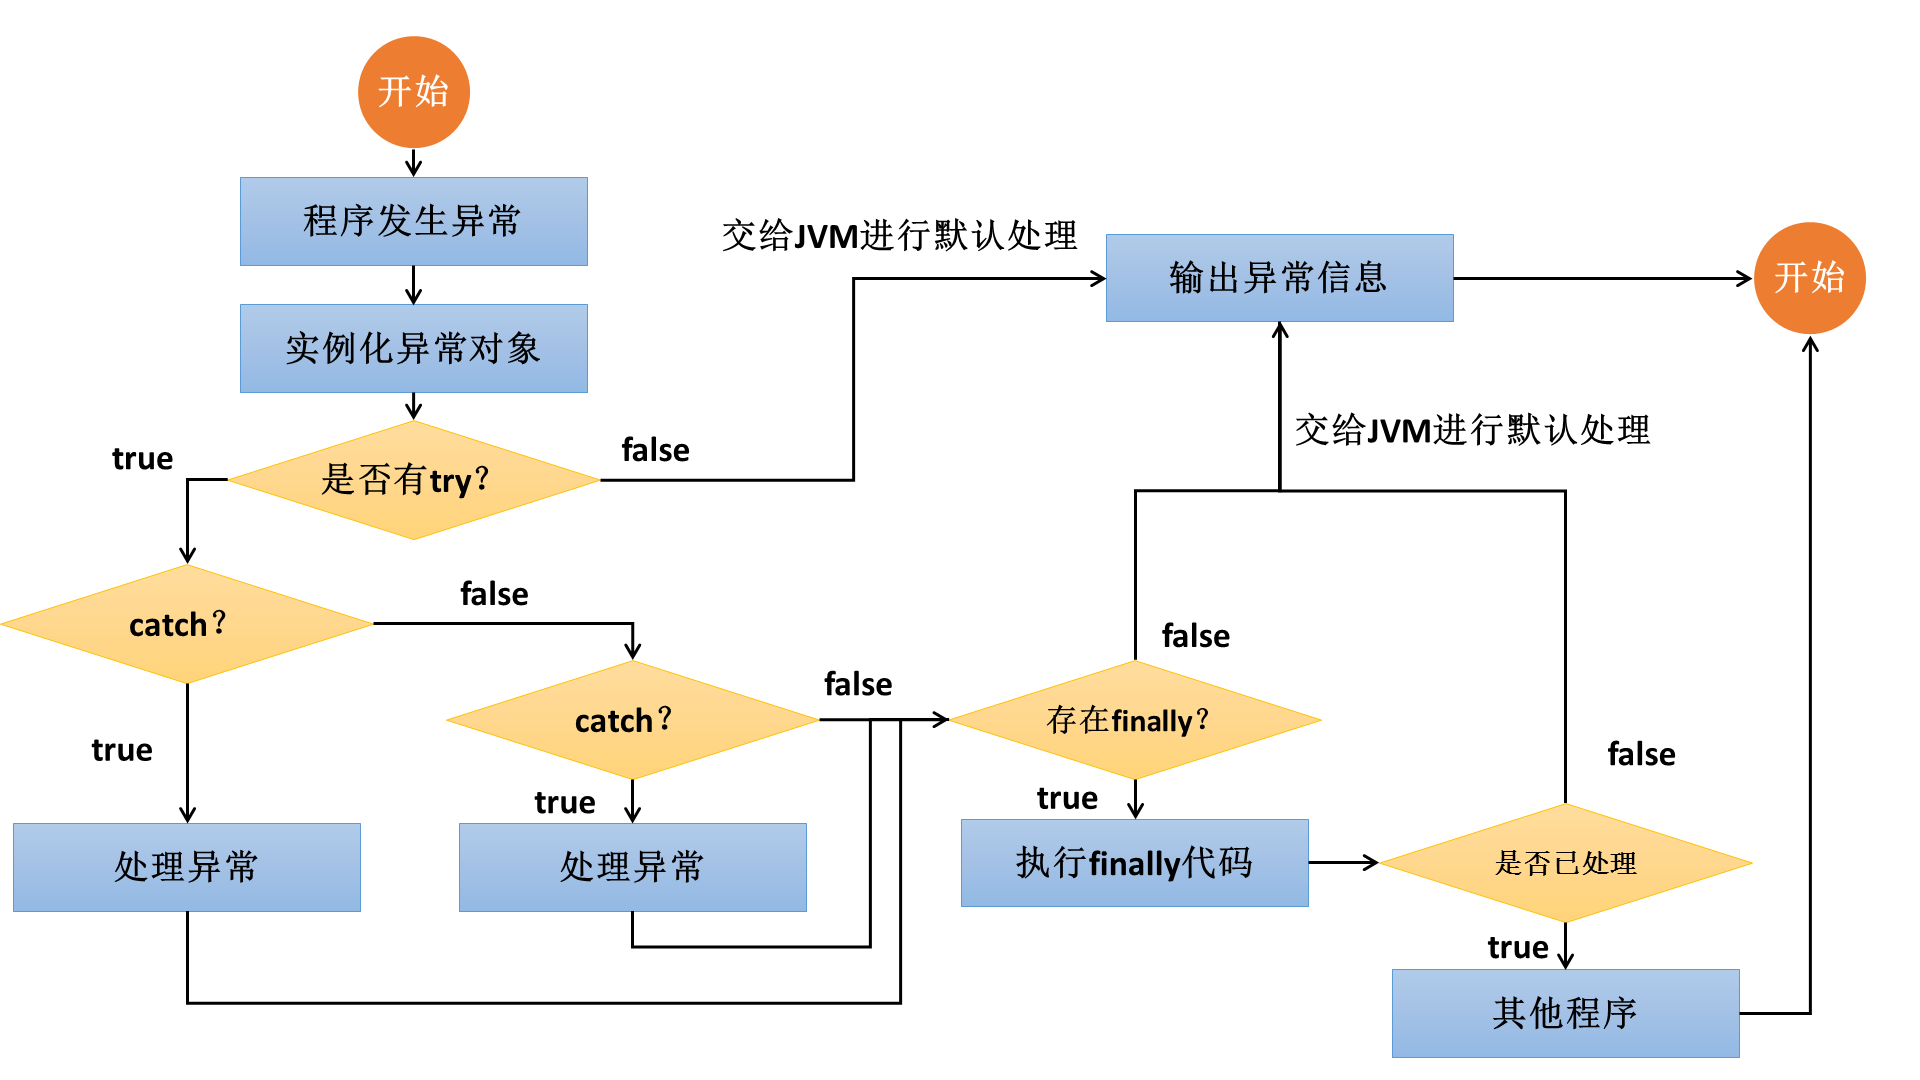 开始
程序发生异常
交给JVM进行默认处理
输出异常信息
开始
实例化异常对象
交给JVM进行默认处理
true
是否有try？
false
catch？
false
false
true
catch？
false
存在finally？
false
true
true
处理异常
处理异常
执行finally代码
是否已处理
true
其他程序